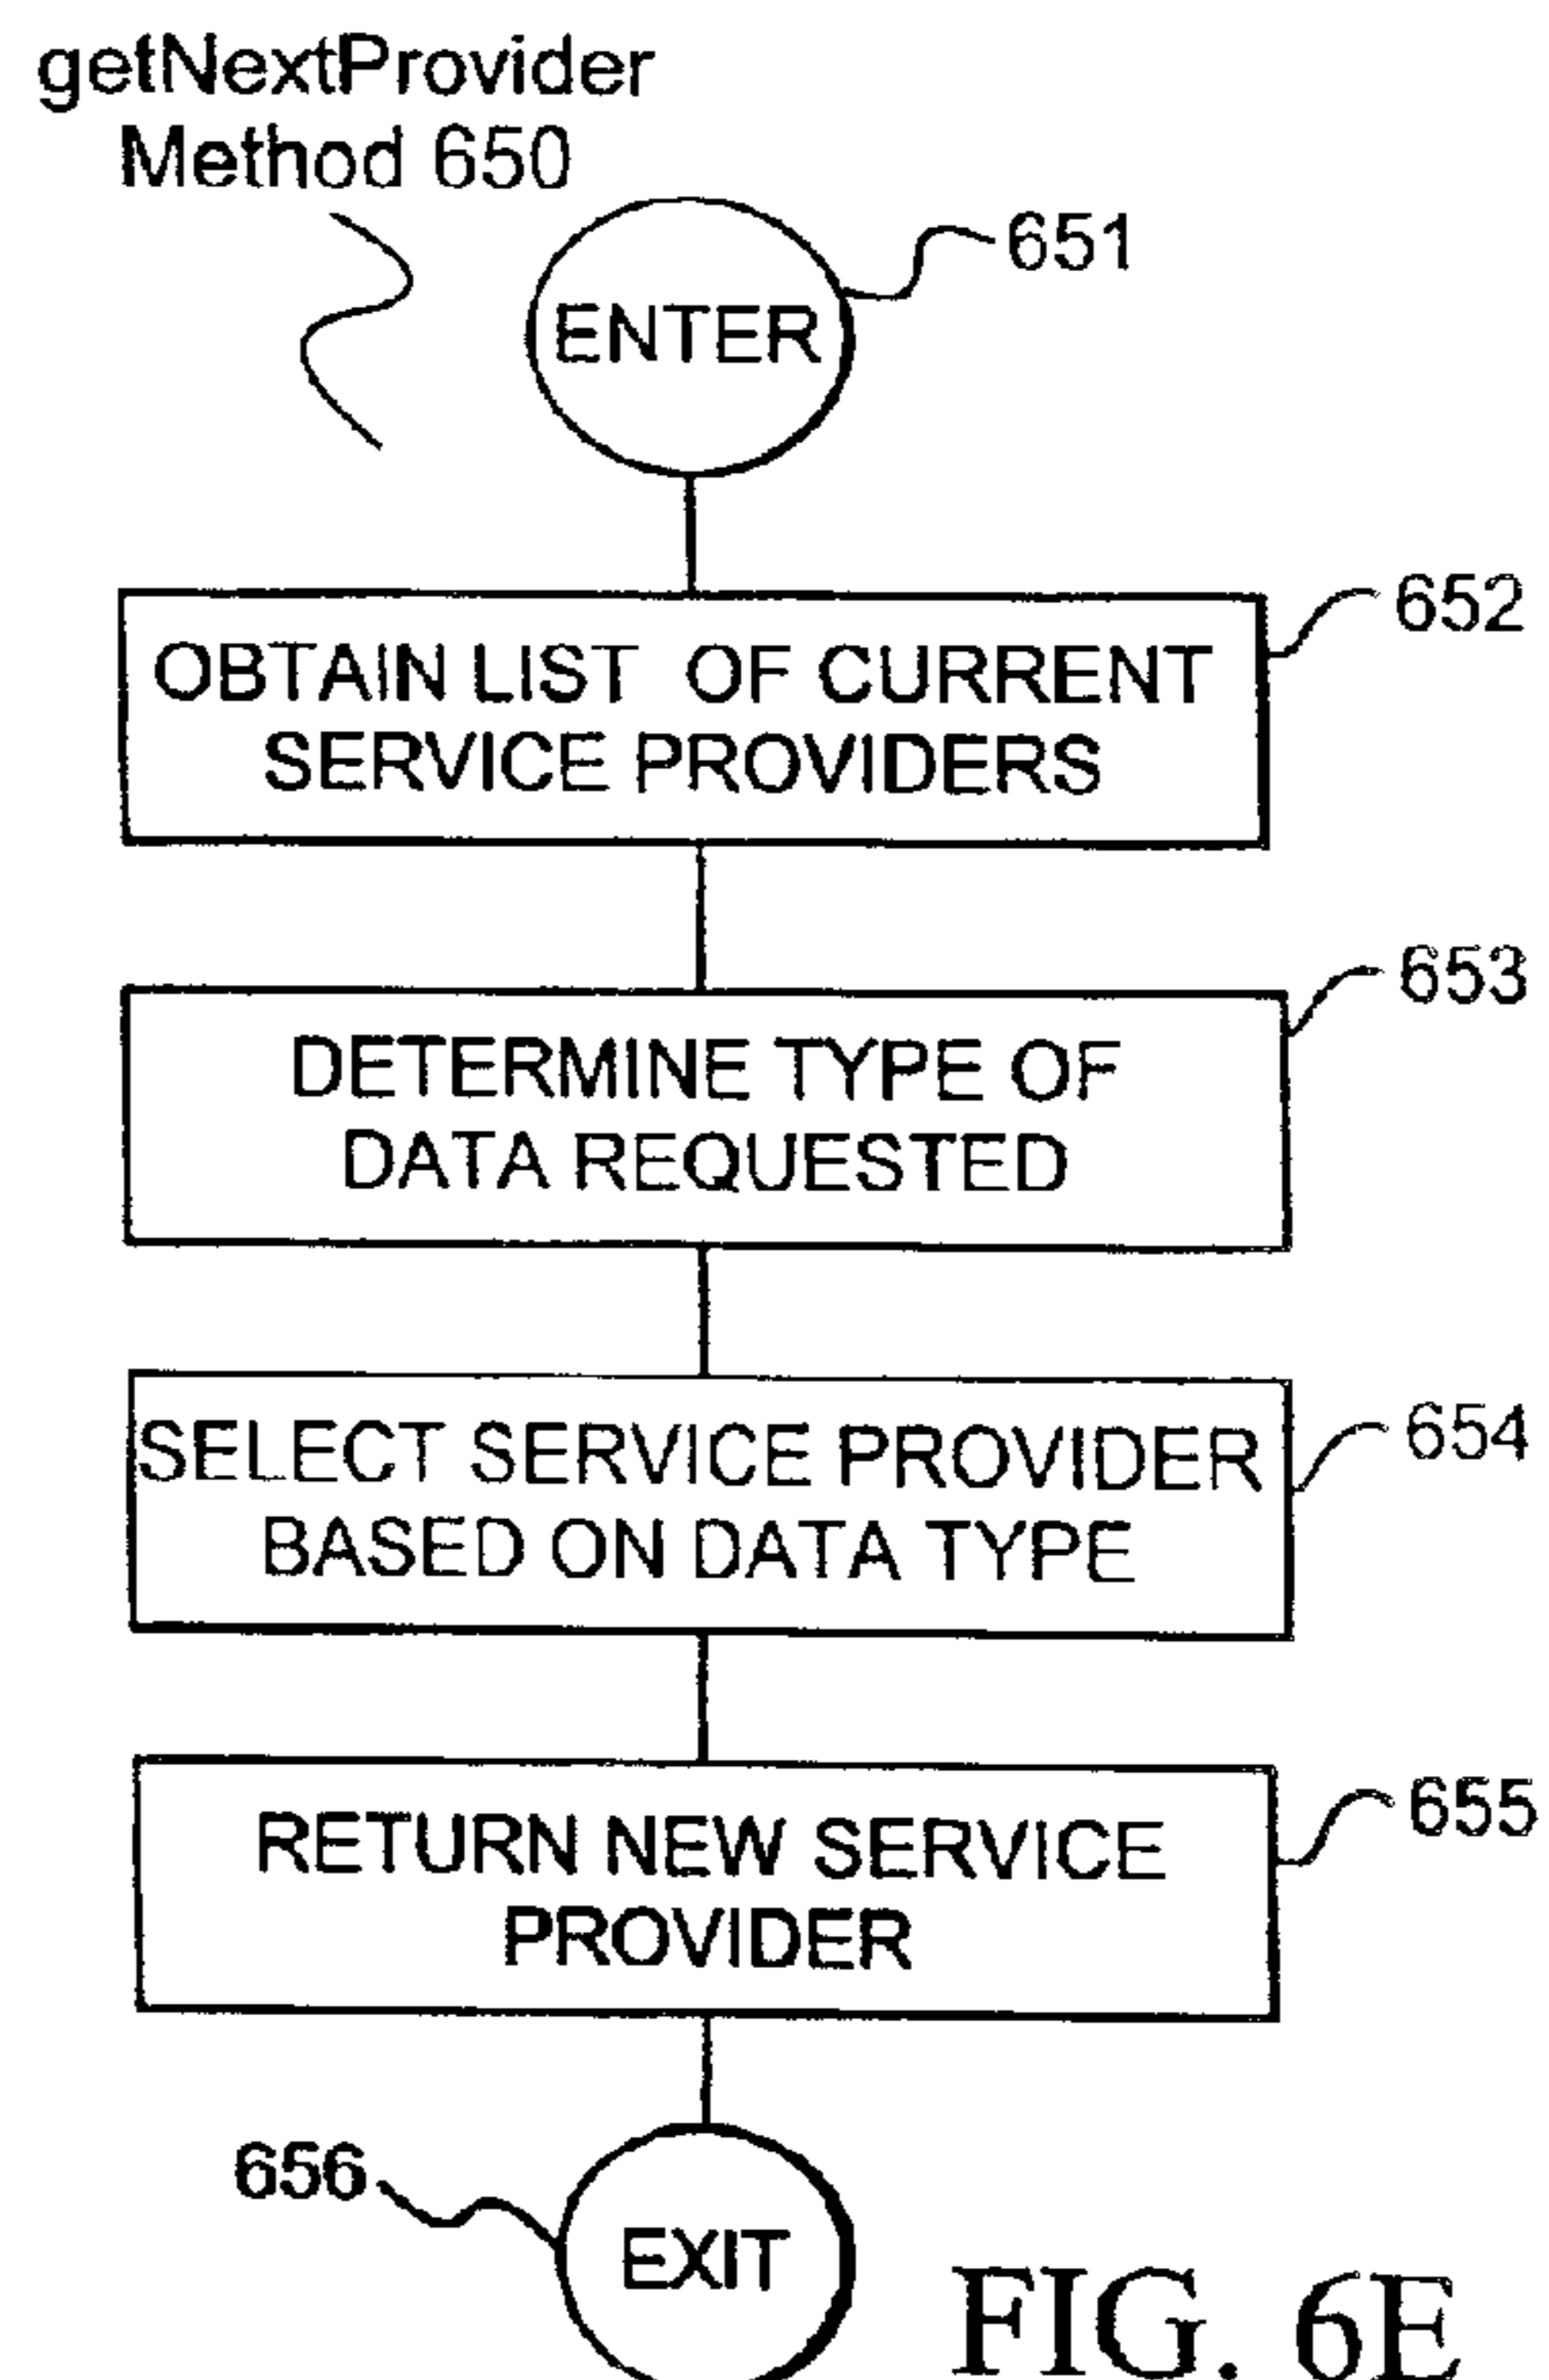 getNextProvider
Method 650
ENTER
651
OBTAIN LIST OF CURRENT
SERVICE PROVIDERS
652
DETERMINE TYPE OF
DATA REQUESTED
653
SELECT SERVICE PROVIDER
BASED ON DATA TYPE
654
RETURN NEW SERVICE
PROVIDER
655
656
EXIT
FIG. 6E